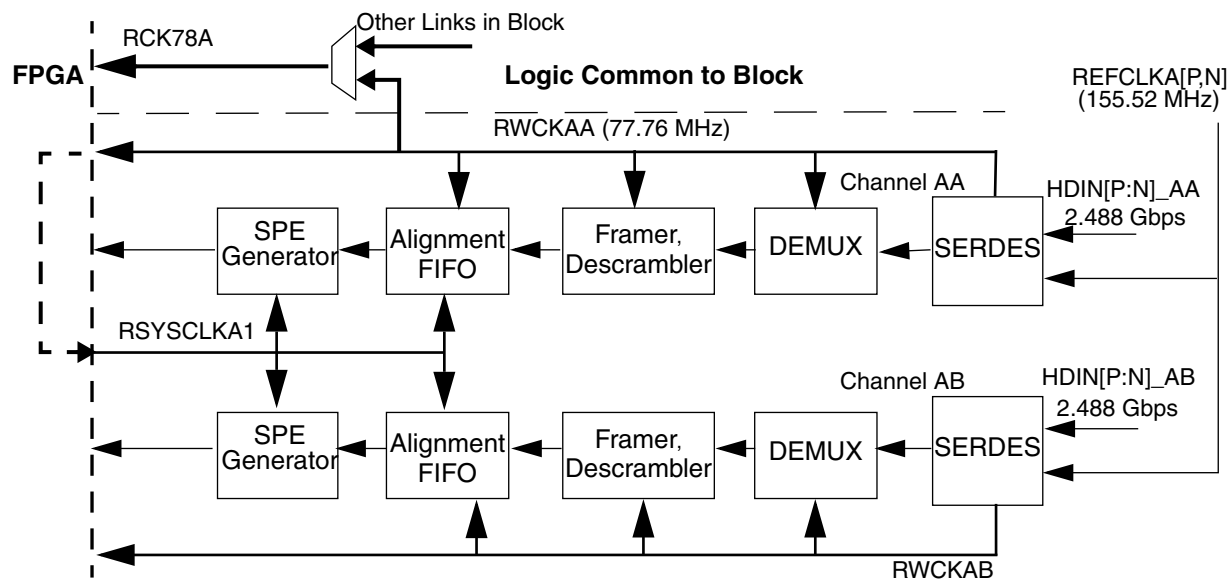 Other Links in Block
RCK78A
FPGA
Logic Common to Block
REFCLKA[P,N]
(155.52 MHz)
RWCKAA (77.76 MHz)
Channel AA
HDIN[P:N]_AA
2.488 Gbps
SPE
Generator
Alignment
FIFO
Framer,
Descrambler
DEMUX
SERDES
RSYSCLKA1
Channel AB
HDIN[P:N]_AB
2.488 Gbps
SPE
Generator
Alignment
FIFO
Framer,
Descrambler
DEMUX
SERDES
RWCKAB